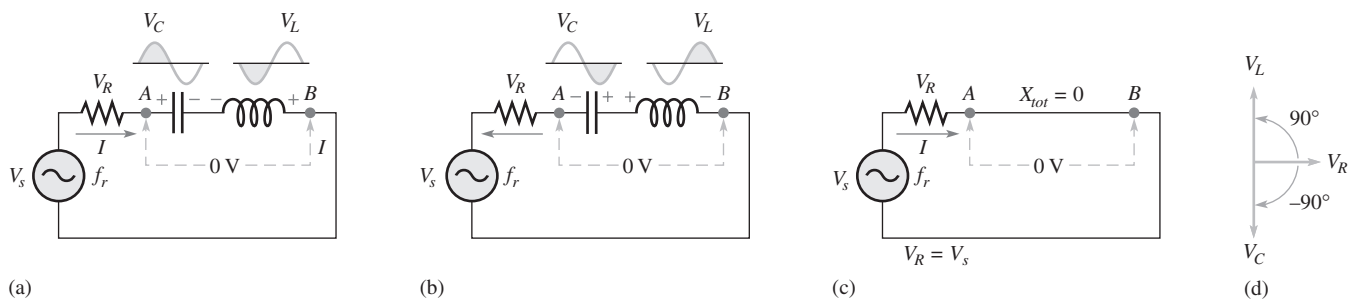 V_C V_L
V_R A + − − + B
I 0 V I
V_s f_r
(a)
V_C V_L
V_R A − + + − B
0 V
V_s f_r
(b)
V_R A X_tot = 0 B
I 0 V
V_s f_r
V_R = V_s
(c)
V_L
90°
V_R
–90°
V_C
(d)